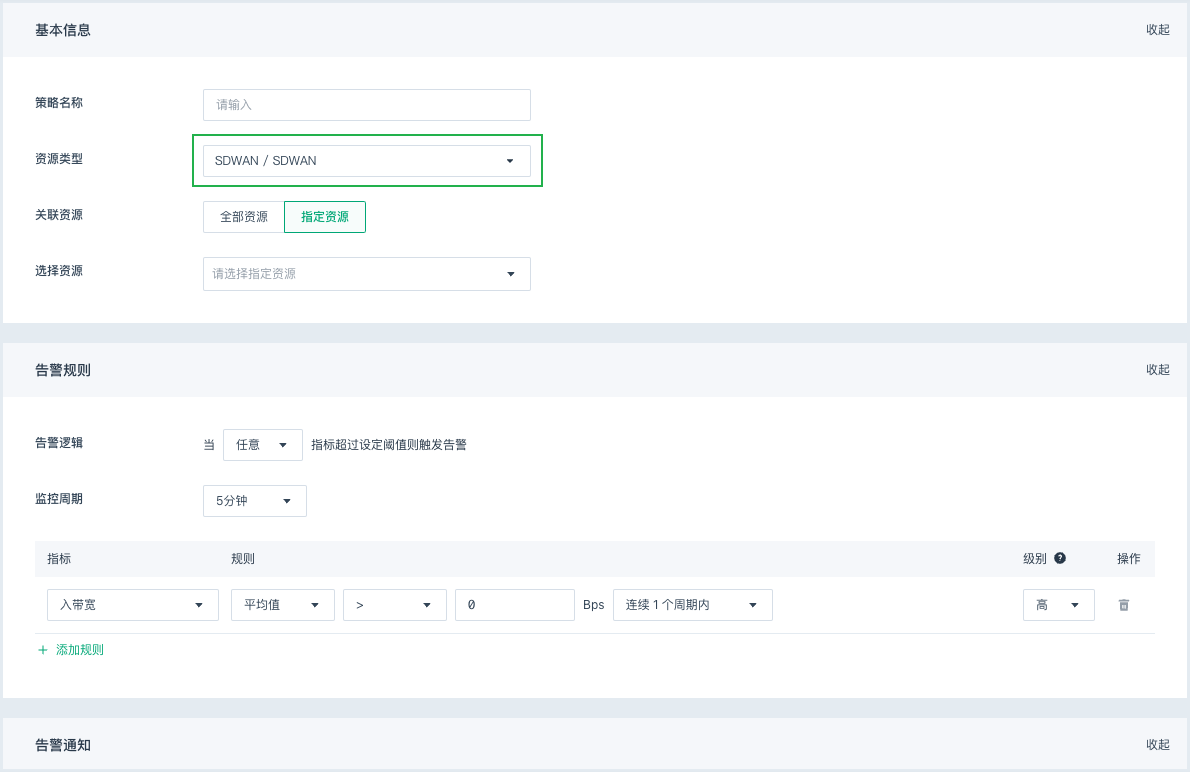 基本信息 收起
策略名称 请输入
资源类型 SDWAN / SDWAN
关联资源 全部资源 指定资源
选择资源 请选择指定资源
告警规则 收起
告警逻辑 当 任意 指标超过设定阈值则触发告警
监控周期 5分钟
指标 规则 级别 ? 操作
入带宽 平均值 > 0 Bps 连续 1 个周期内 高
+ 添加规则
告警通知 收起